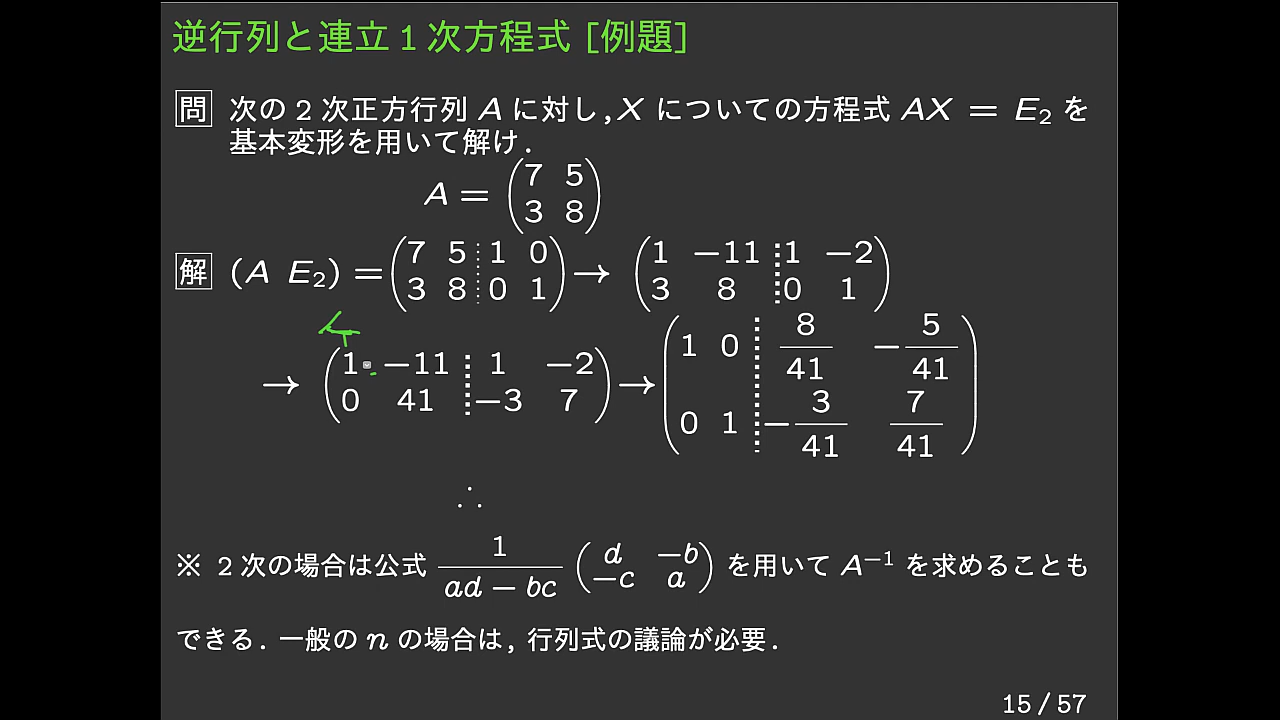 逆行列と連立 1 次方程式 [例題]
問 次の 2 次正方行列 A に対し, X についての方程式 AX = E₂ を
基本変形を用いて解け.
A = (7 5
3 8)
解 (A E₂) = (7 5 ⋮ 1 0
3 8 ⋮ 0 1) → (1 −11 ⋮ 1 −2
3 8 ⋮ 0 1)
→ (1 −11 ⋮ 1 −2
0 41 ⋮ −3 7) → (1 0 ⋮ 8/41 −5/41
0 1 ⋮ −3/41 7/41)
∴
※ 2 次の場合は公式 1/(ad − bc) (d −b
−c a) を用いて A⁻¹ を求めることも
できる. 一般の n の場合は, 行列式の議論が必要.
15 / 57